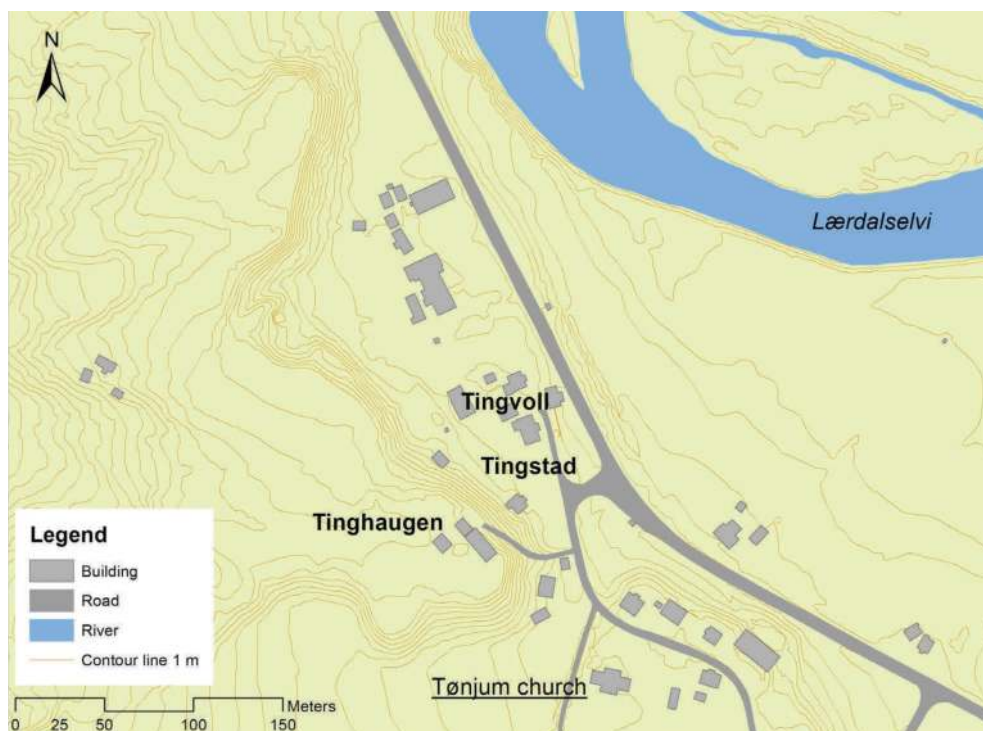 N
Lærdalselvi
Tingvoll
Tingstad
Tinghaugen
Legend
Building
Road
River
Contour line 1 m
Tønjum church
Meters
0 25 50 100 150